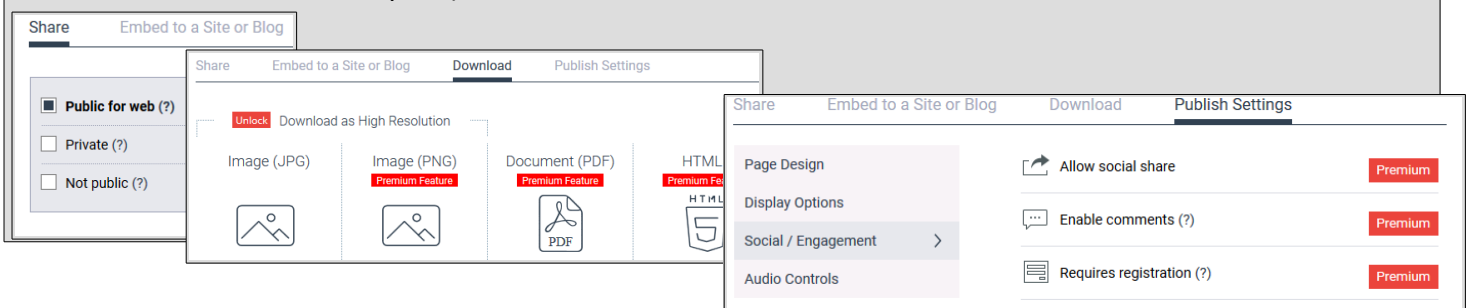 Share Embed to a Site or Blog
Public for web (?)
Private (?)
Not public (?)
Share Embed to a Site or Blog Download Publish Settings
Unlock Download as High Resolution
Image (JPG) Image (PNG) Document (PDF) HTML
Premium Feature Premium Feature Premium
HTML
5
PDF
Share Embed to a Site or Blog Download Publish Settings
Page Design
Display Options
Social / Engagement
Audio Controls
Allow social share Premium
Enable comments (?) Premium
Requires registration (?) Premium